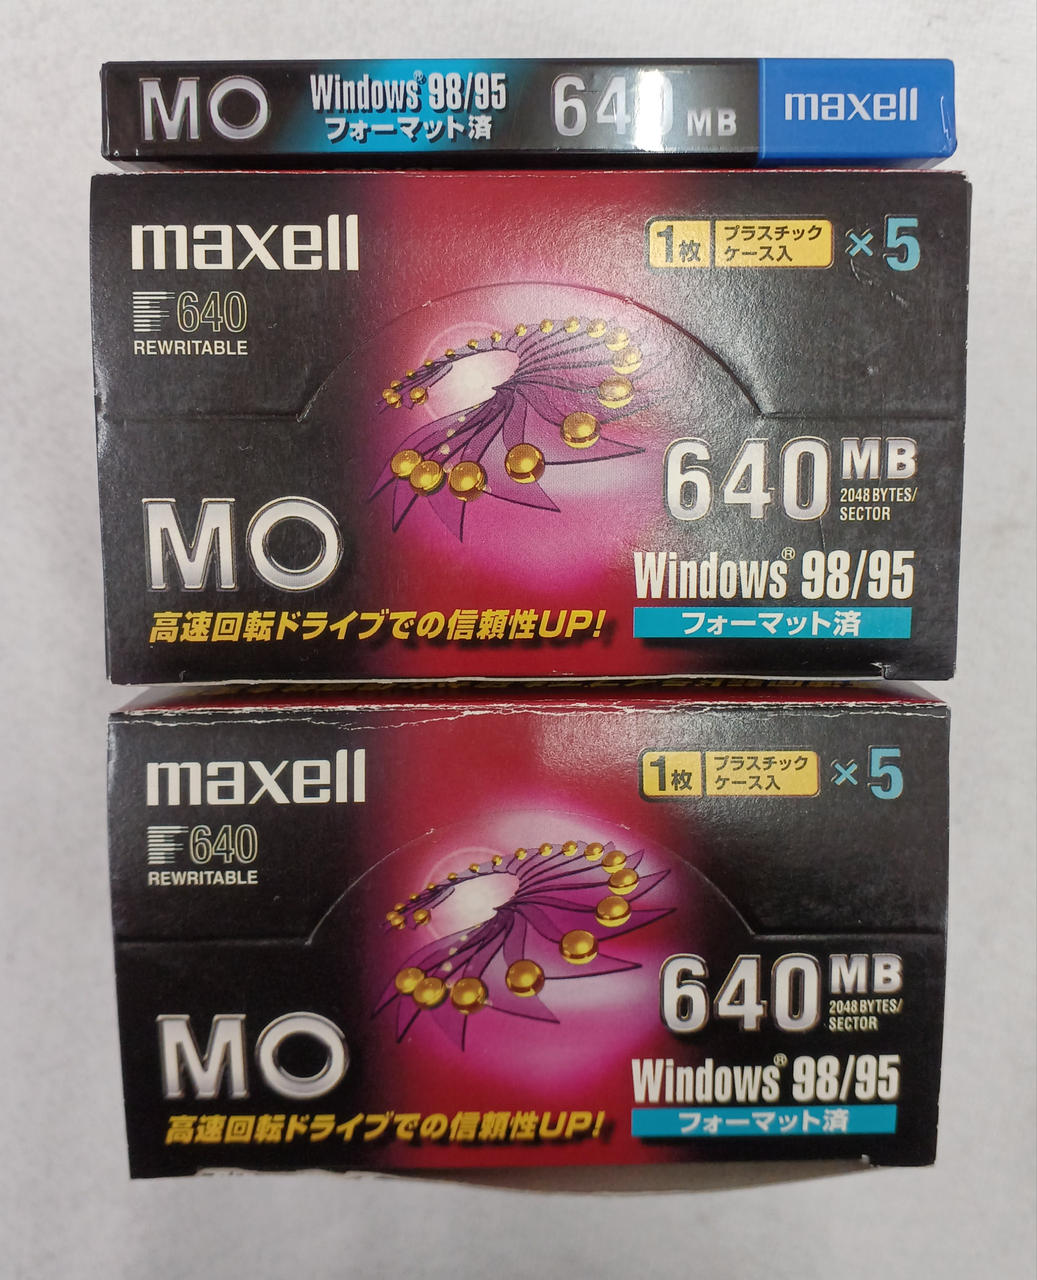 MO
Windows® 98/95
フォーマット済
640 MB
maxell
maxell
1枚
プラスチック
ケース入
×5
F640
REWRITABLE
640 MB
2048 BYTES/
SECTOR
MO
Windows® 98/95
高速回転ドライブでの信頼性UP!
フォーマット済
maxell
1枚
プラスチック
ケース入
×5
F640
REWRITABLE
640 MB
2048 BYTES/
SECTOR
MO
Windows® 98/95
高速回転ドライブでの信頼性UP!
フォーマット済